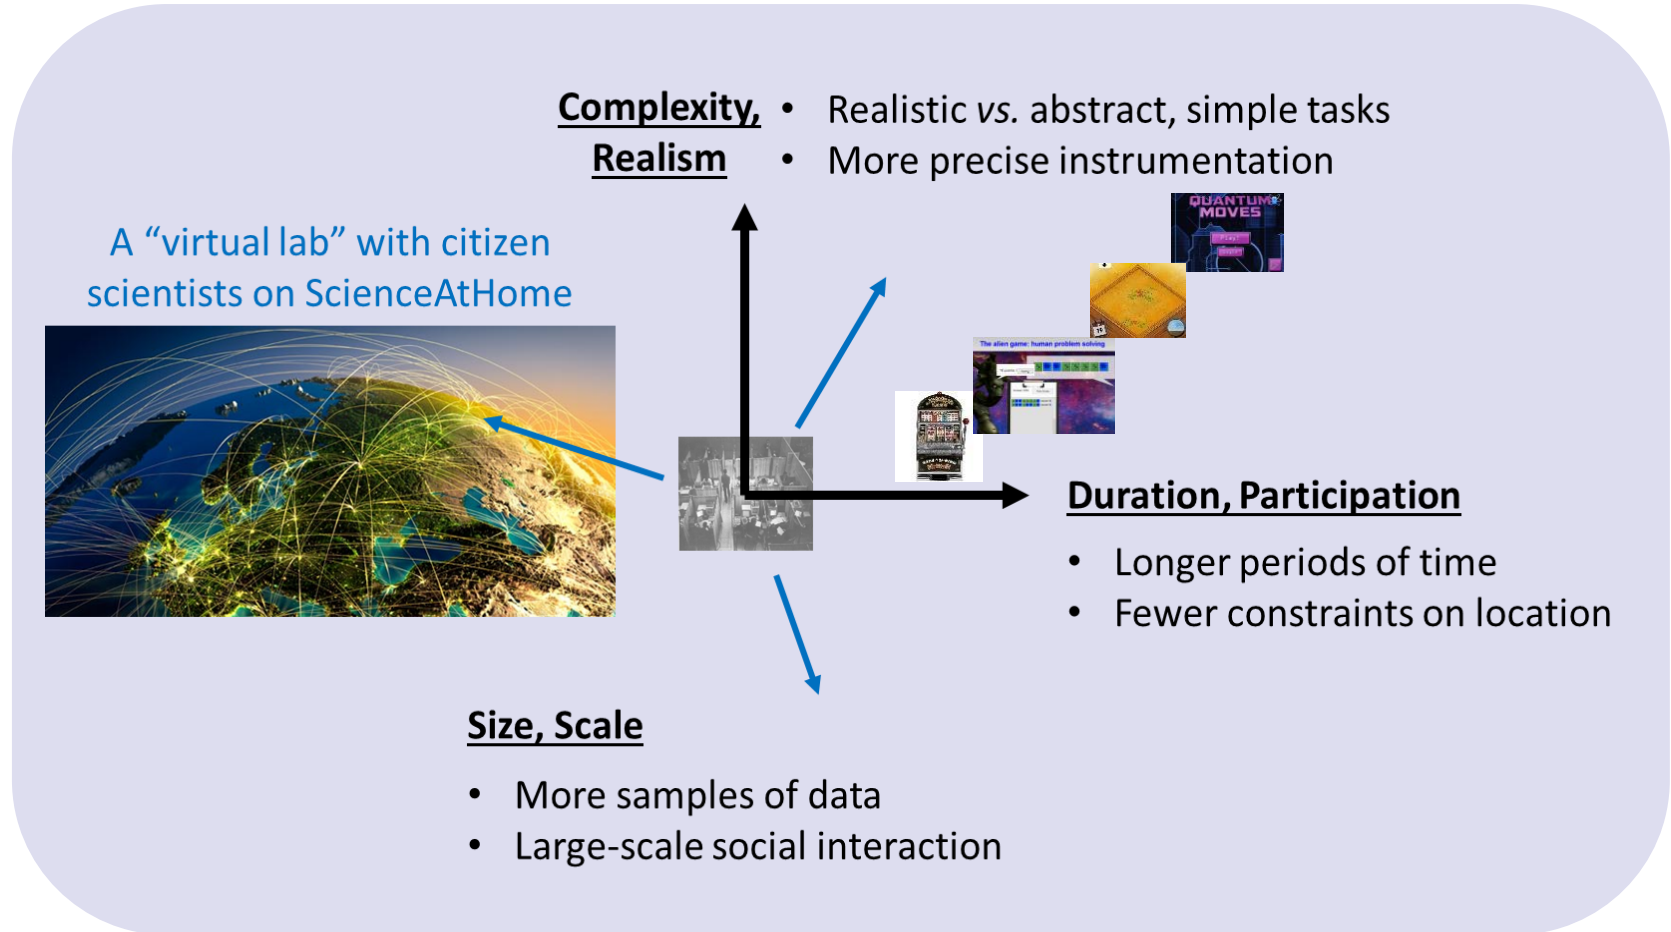 Complexity,
Realism
• Realistic vs. abstract, simple tasks
• More precise instrumentation
QUANTUM
MOVES
Play!
A “virtual lab” with citizen
scientists on ScienceAtHome
The alien game: human problem solving
Duration, Participation
• Longer periods of time
• Fewer constraints on location
Size, Scale
• More samples of data
• Large-scale social interaction